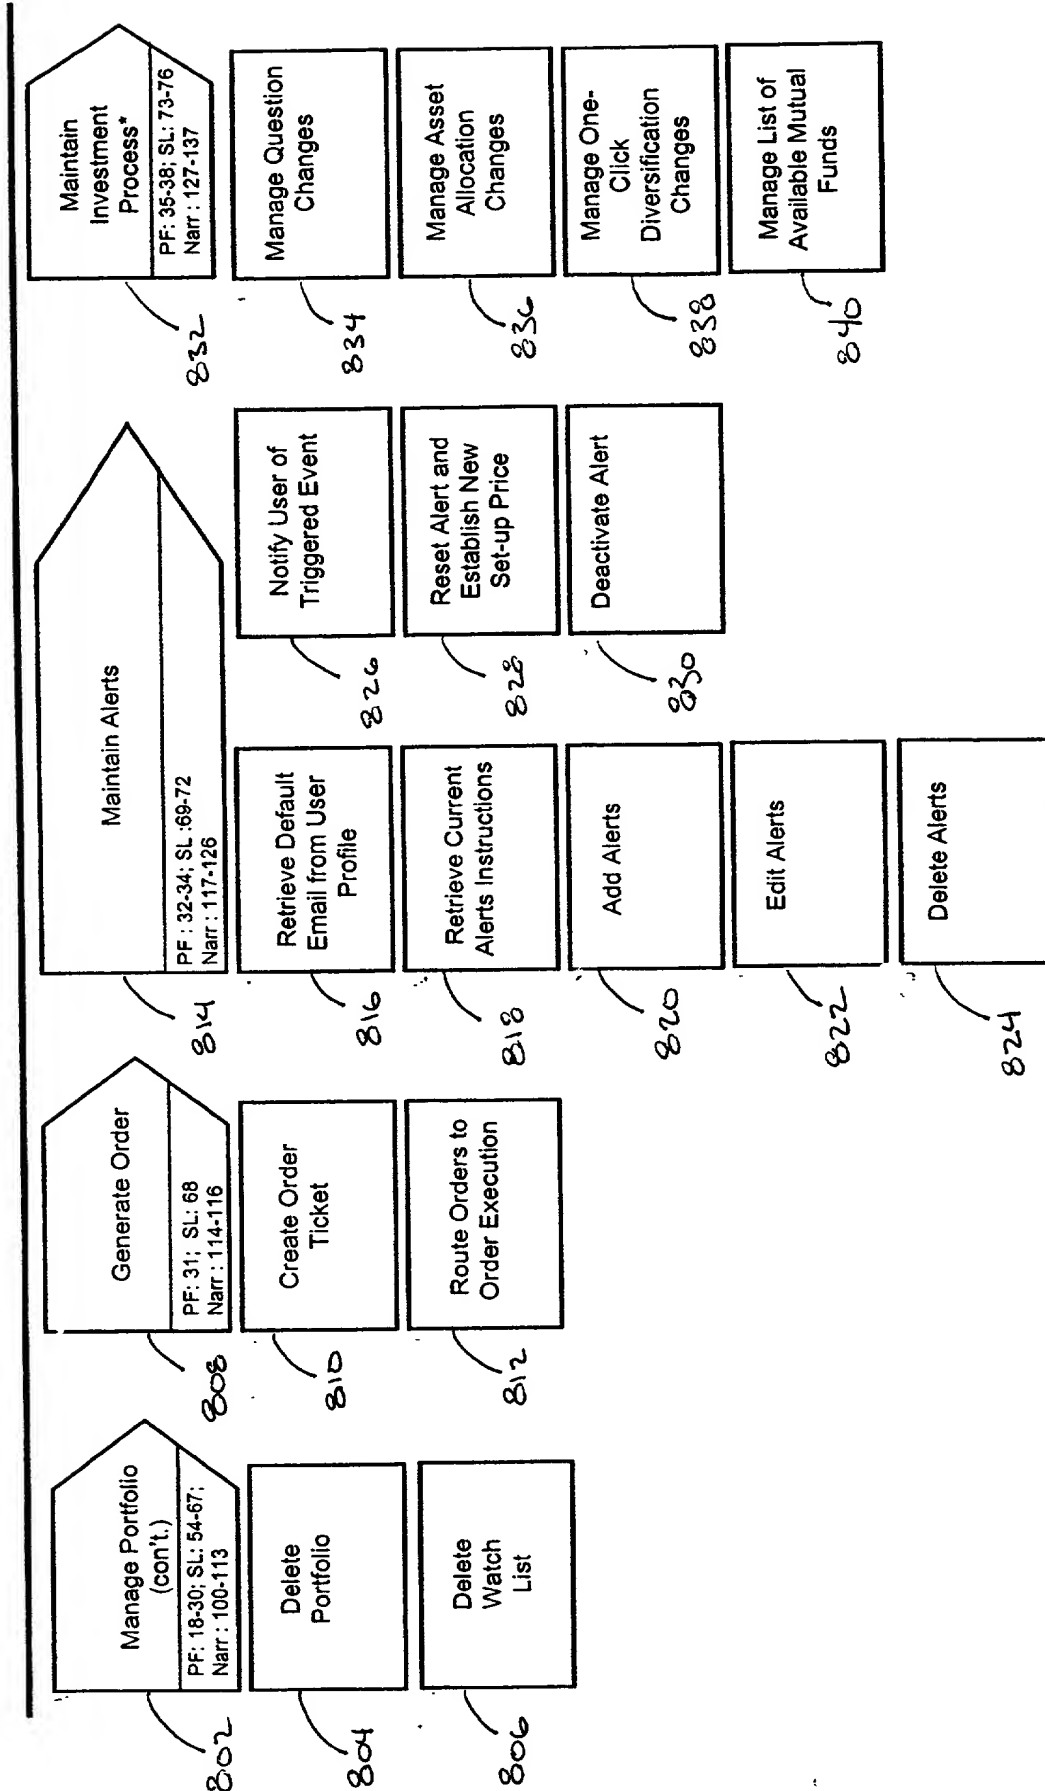 Manage Portfolio
(con't.)
PF: 18-30; SL: 54-67;
Narr : 100-113
802
Delete
Portfolio
804
Delete
Watch
List
806
Generate Order
PF: 31; SL: 68
Narr : 114-116
808
Create Order
Ticket
810
Route Orders to
Order Execution
812
Maintain Alerts
PF : 32-34; SL :69-72
Narr : 117-126
814
Retrieve Default
Email from User
Profile
816
Retrieve Current
Alerts Instructions
818
Add Alerts
820
Edit Alerts
822
Delete Alerts
824
Notify User of
Triggered Event
826
Reset Alert and
Establish New
Set-up Price
828
Deactivate Alert
830
Maintain
Investment
Process*
PF: 35-38; SL: 73-76
Narr : 127-137
832
Manage Question
Changes
834
Manage Asset
Allocation
Changes
836
Manage One-
Click
Diversification
Changes
838
Manage List of
Available Mutual
Funds
840